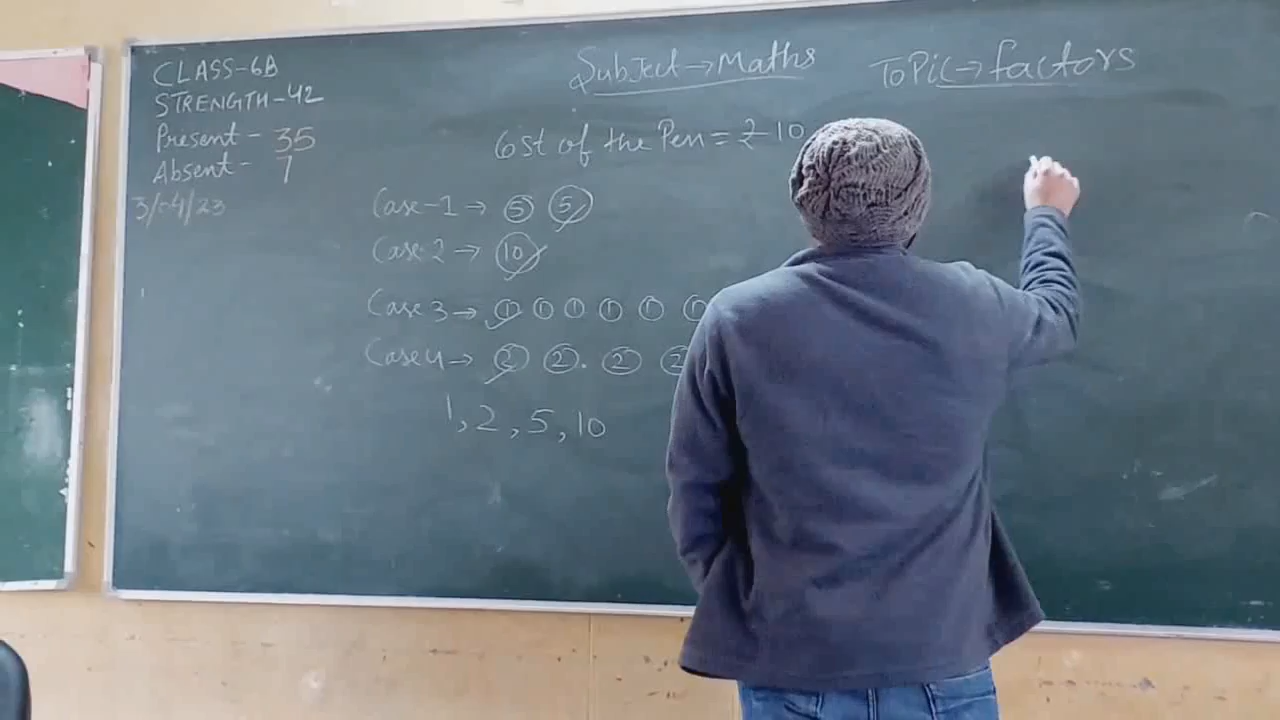 CLASS-6B
STRENGTH-42
Present - 35
Absent - 7
3/04/23
Subject→Maths
Topic→factors
Cost of the Pen = ₹ 10
Case-1 → 5 5
Case 2 → 10
Case 3 → 1 1 1 1 1 1
Case 4 → 2 2 . 2 2
1, 2, 5, 10